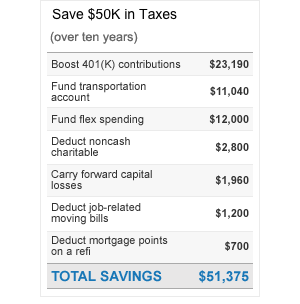 Save $50K in Taxes
(over ten years)
Boost 401(K) contributions $23,190
Fund transportation
account $11,040
Fund flex spending $12,000
Deduct noncash
charitable $2,800
Carry forward capital
losses $1,960
Deduct job-related
moving bills $1,200
Deduct mortgage points
on a refi $700
TOTAL SAVINGS $51,375